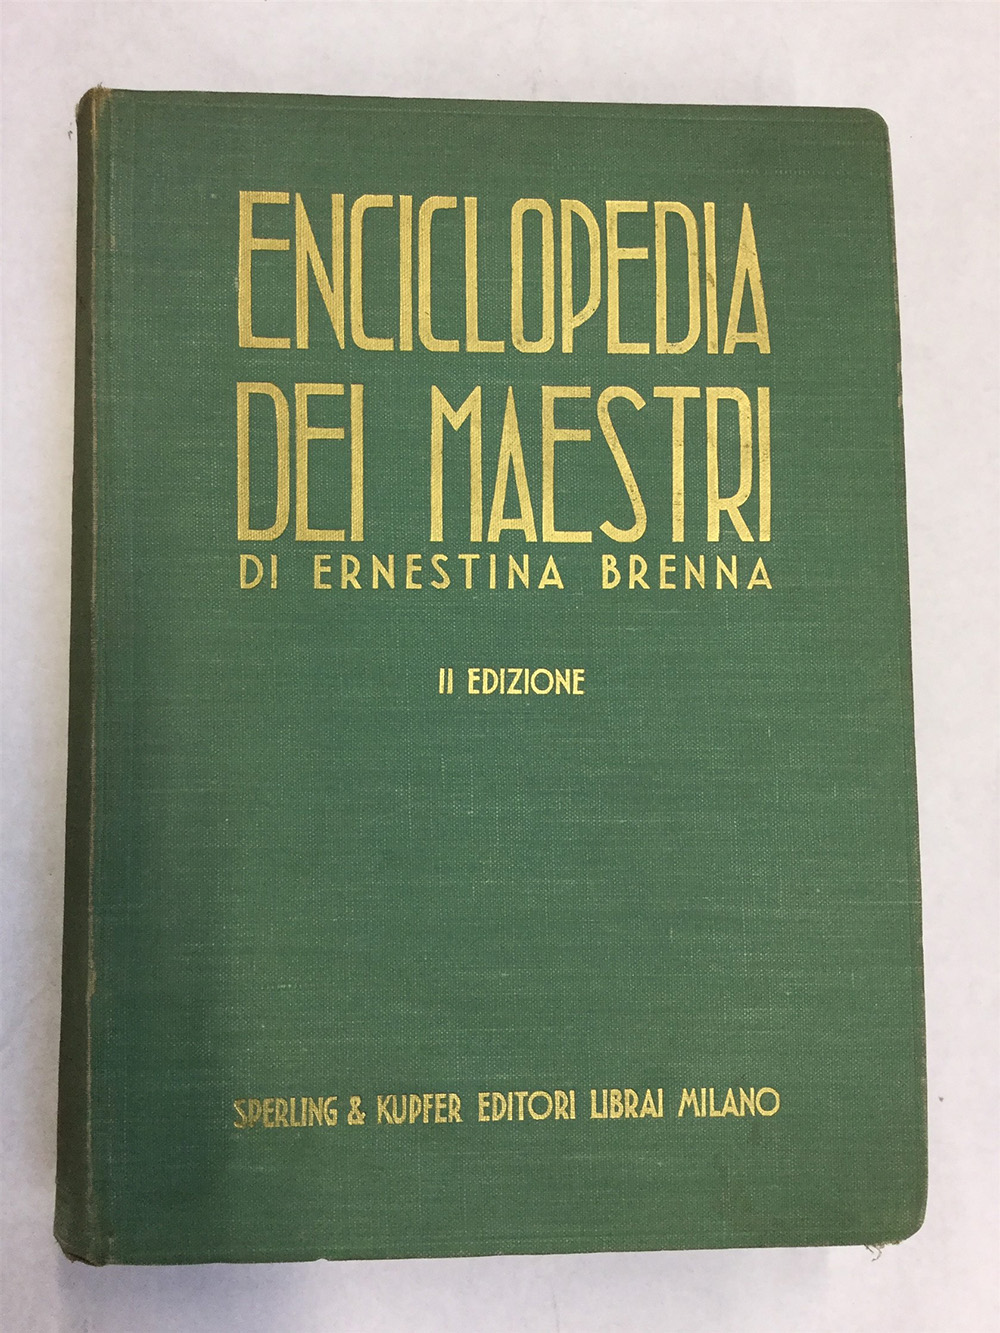 ENCICLOPEDIA
DEI MAESTRI
DI ERNESTINA BRENNA
II EDIZIONE
SPERLING & KUPFER EDITORI LIBRAI MILANO